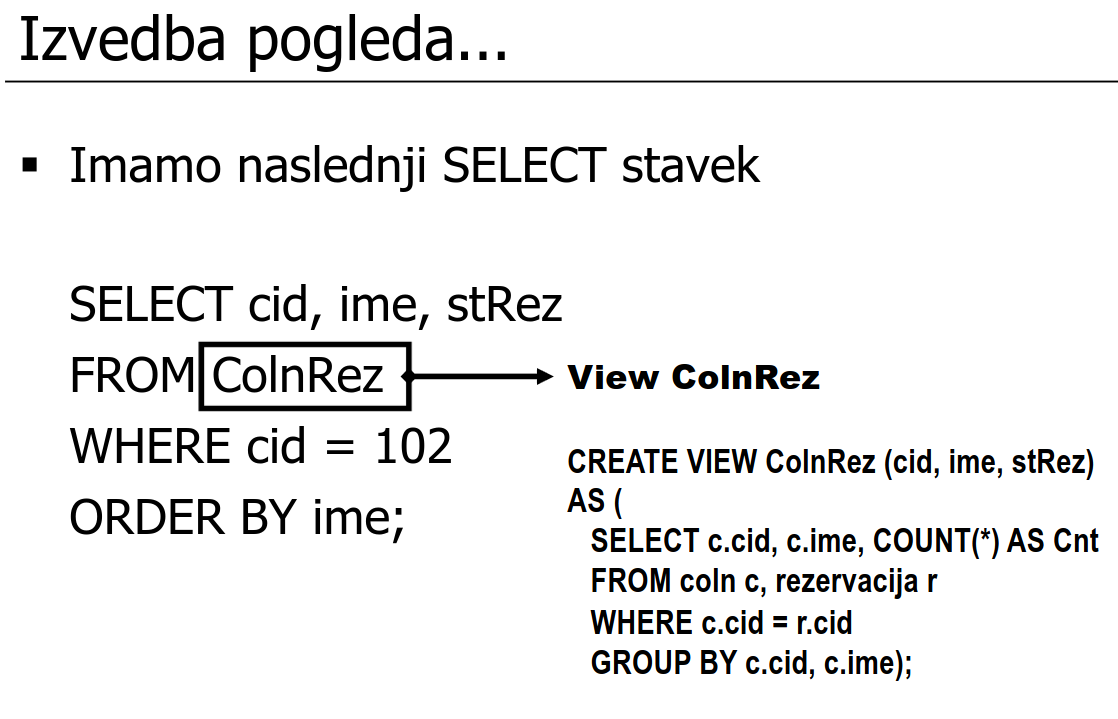 Izvedba pogleda...
▪ Imamo naslednji SELECT stavek
SELECT cid, ime, stRez
FROM ColnRez
WHERE cid = 102
ORDER BY ime;
View ColnRez
CREATE VIEW ColnRez (cid, ime, stRez)
AS (
SELECT c.cid, c.ime, COUNT(*) AS Cnt
FROM coln c, rezervacija r
WHERE c.cid = r.cid
GROUP BY c.cid, c.ime);